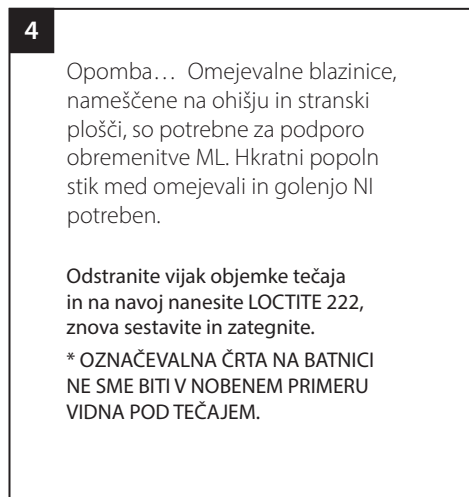 4
Opomba… Omejevalne blazinice,
nameščene na ohišju in stranski
plošči, so potrebne za podporo
obremenitve ML. Hkratni popoln
stik med omejevali in golenjo NI
potreben.
Odstranite vijak objemke tečaja
in na navoj nanesite LOCTITE 222,
znova sestavite in zategnite.
* OZNAČEVALNA ČRTA NA BATNICI
NE SME BITI V NOBENEM PRIMERU
VIDNA POD TEČAJEM.